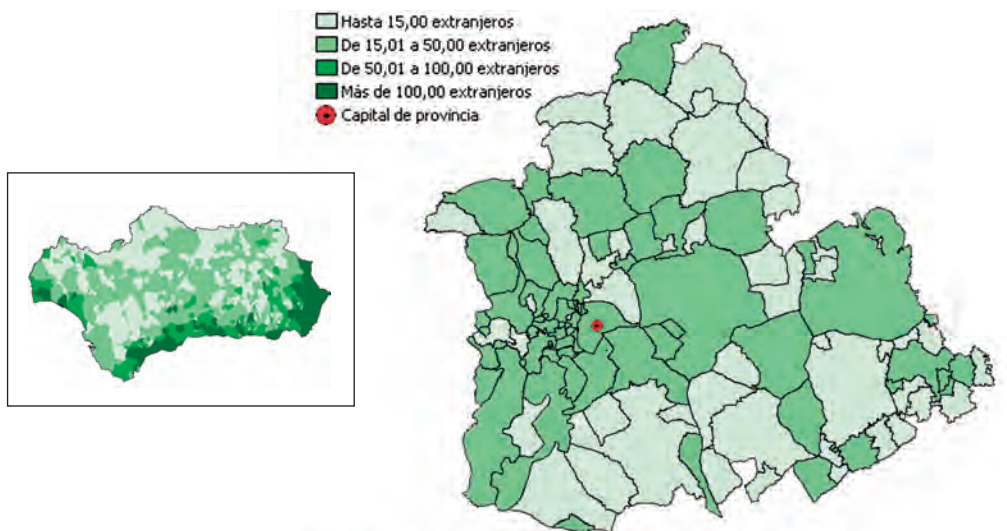 Hasta 15,00 extranjeros
De 15,01 a 50,00 extranjeros
De 50,01 a 100,00 extranjeros
Más de 100,00 extranjeros
Capital de provincia